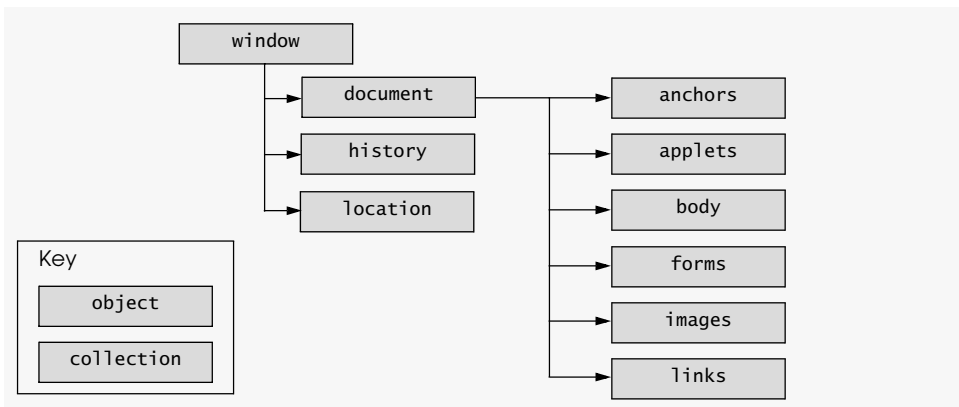 window
document
anchors
history
applets
location
body
forms
images
links
Key
object
collection